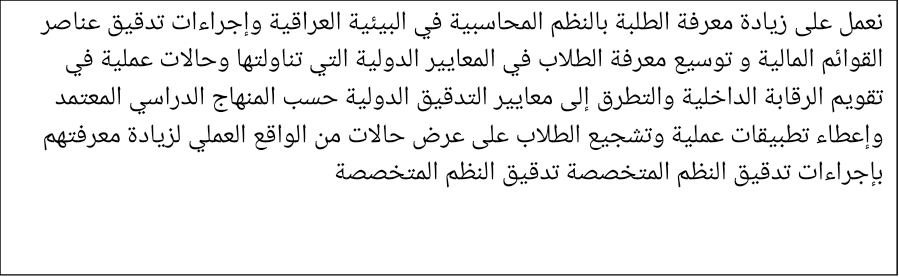 نعمل على زيادة معرفة الطلبة بالنظم المحاسبية في البيئية العراقية وإجراءات تدقيق عناصر
القوائم المالية و توسيع معرفة الطلاب في المعايير الدولية التي تناولتها وحالات عملية في
تقويم الرقابة الداخلية والتطرق إلى معايير التدقيق الدولية حسب المنهاج الدراسي المعتمد
وإعطاء تطبيقات عملية وتشجيع الطلاب على عرض حالات من الواقع العملي لزيادة معرفتهم
بإجراءات تدقيق النظم المتخصصة تدقيق النظم المتخصصة